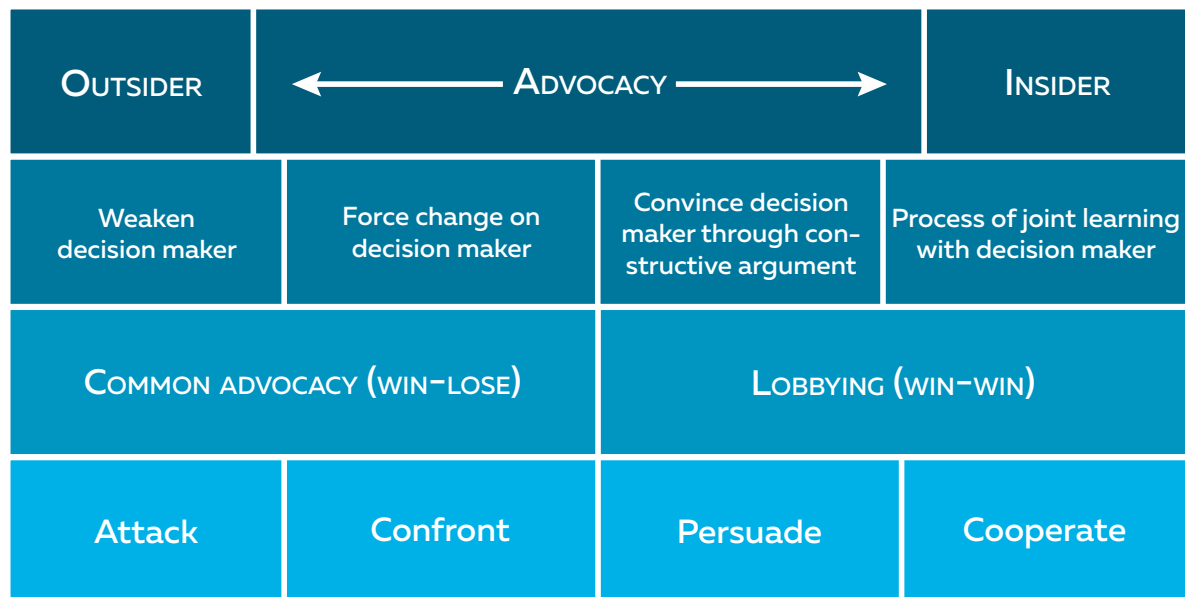 Outsider
Advocacy
Insider
Weaken
decision maker
Force change on
decision maker
Convince decision
maker through con-
structive argument
Process of joint learning
with decision maker
Common advocacy (win-lose)
Lobbying (win-win)
Attack
Confront
Persuade
Cooperate